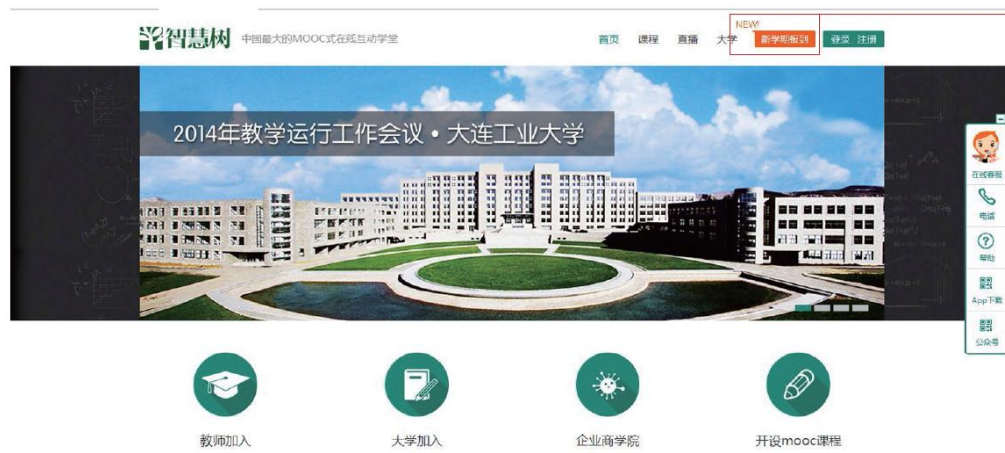 智慧树 中国最大的MOOC式在线互动学堂 首页 课程 直播 大学 NEW! 新学期报到 登录 注册
2014年教学运行工作会议·大连工业大学
在线客服
电话
帮助
App下载
公众号
教师加入 大学加入 企业商学院 开设mooc课程